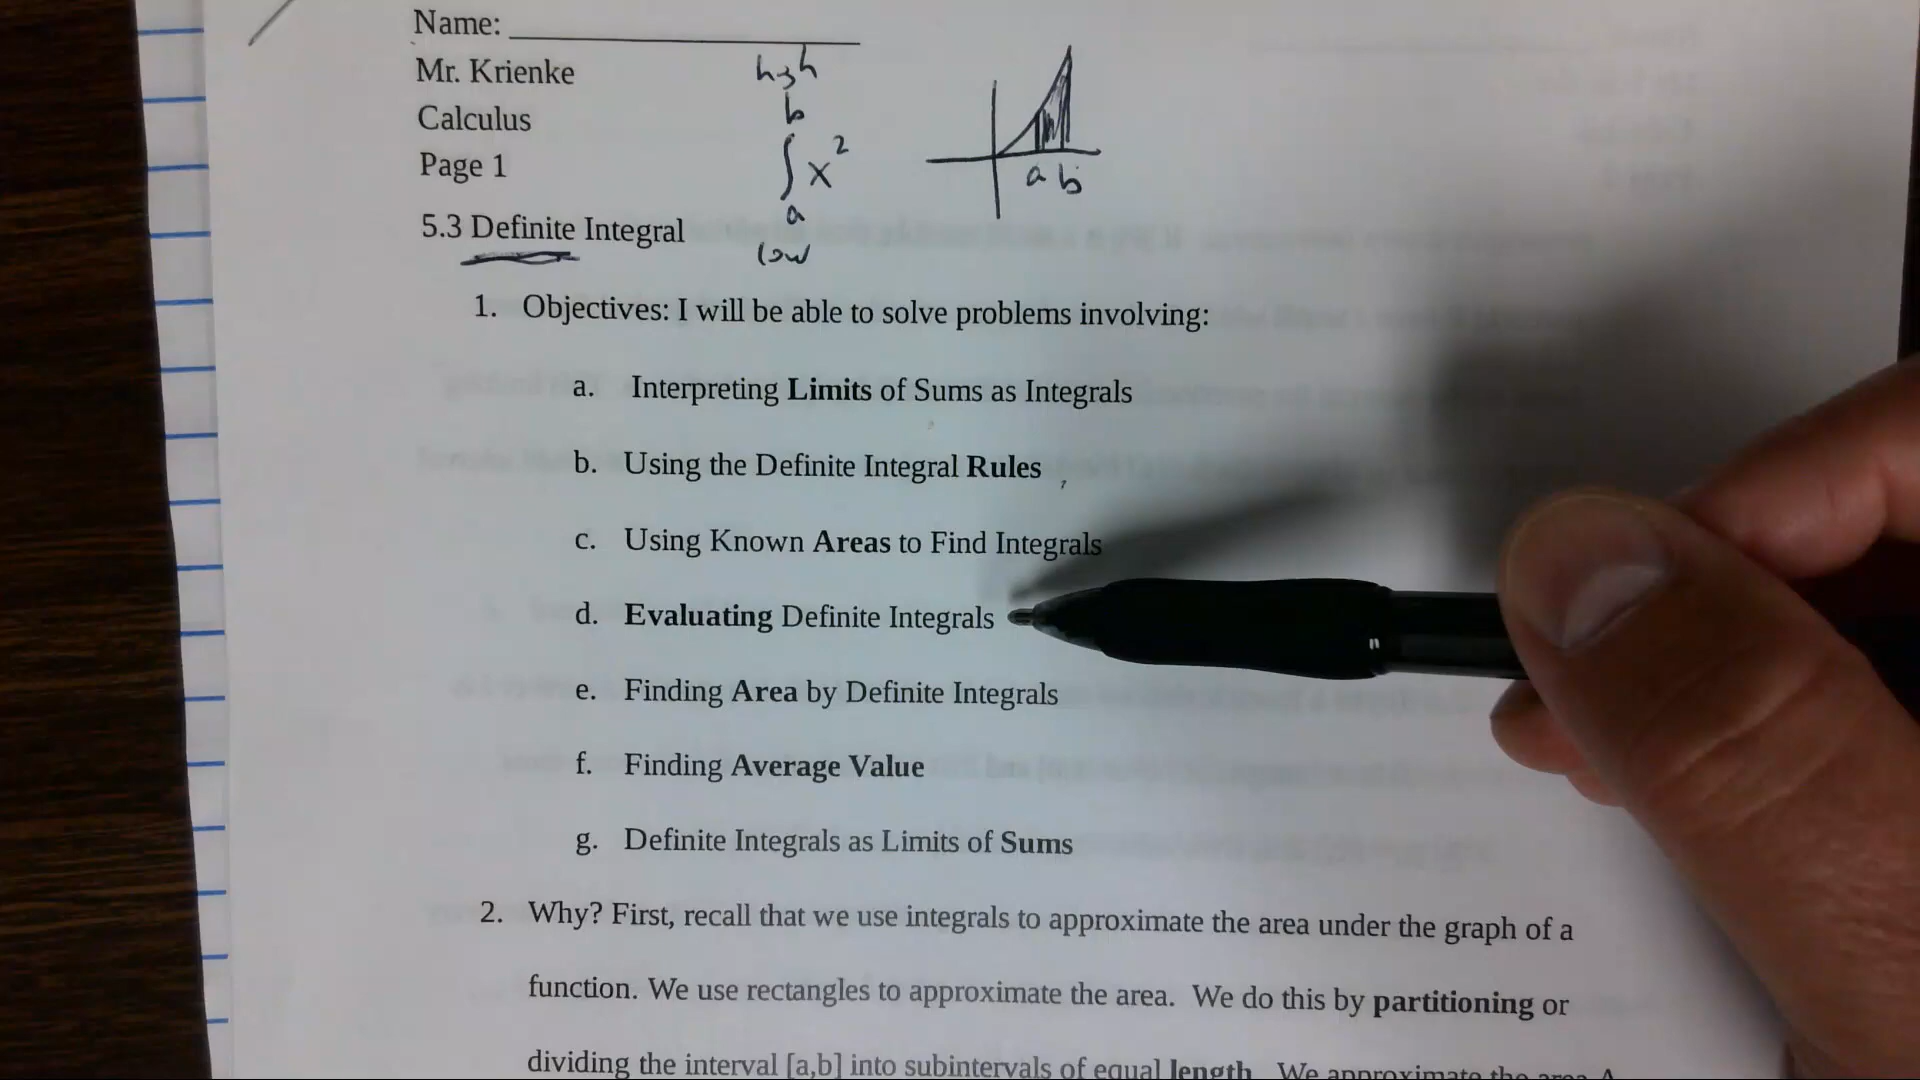 Name:
Mr. Krienke
Calculus
Page 1
high
b
∫ x²
a
low
a b
5.3 Definite Integral
1. Objectives: I will be able to solve problems involving:
a. Interpreting Limits of Sums as Integrals
b. Using the Definite Integral Rules
c. Using Known Areas to Find Integrals
d. Evaluating Definite Integrals
e. Finding Area by Definite Integrals
f. Finding Average Value
g. Definite Integrals as Limits of Sums
2. Why? First, recall that we use integrals to approximate the area under the graph of a
function. We use rectangles to approximate the area. We do this by partitioning or
dividing the interval [a,b] into subintervals of equal length. We approximate the area